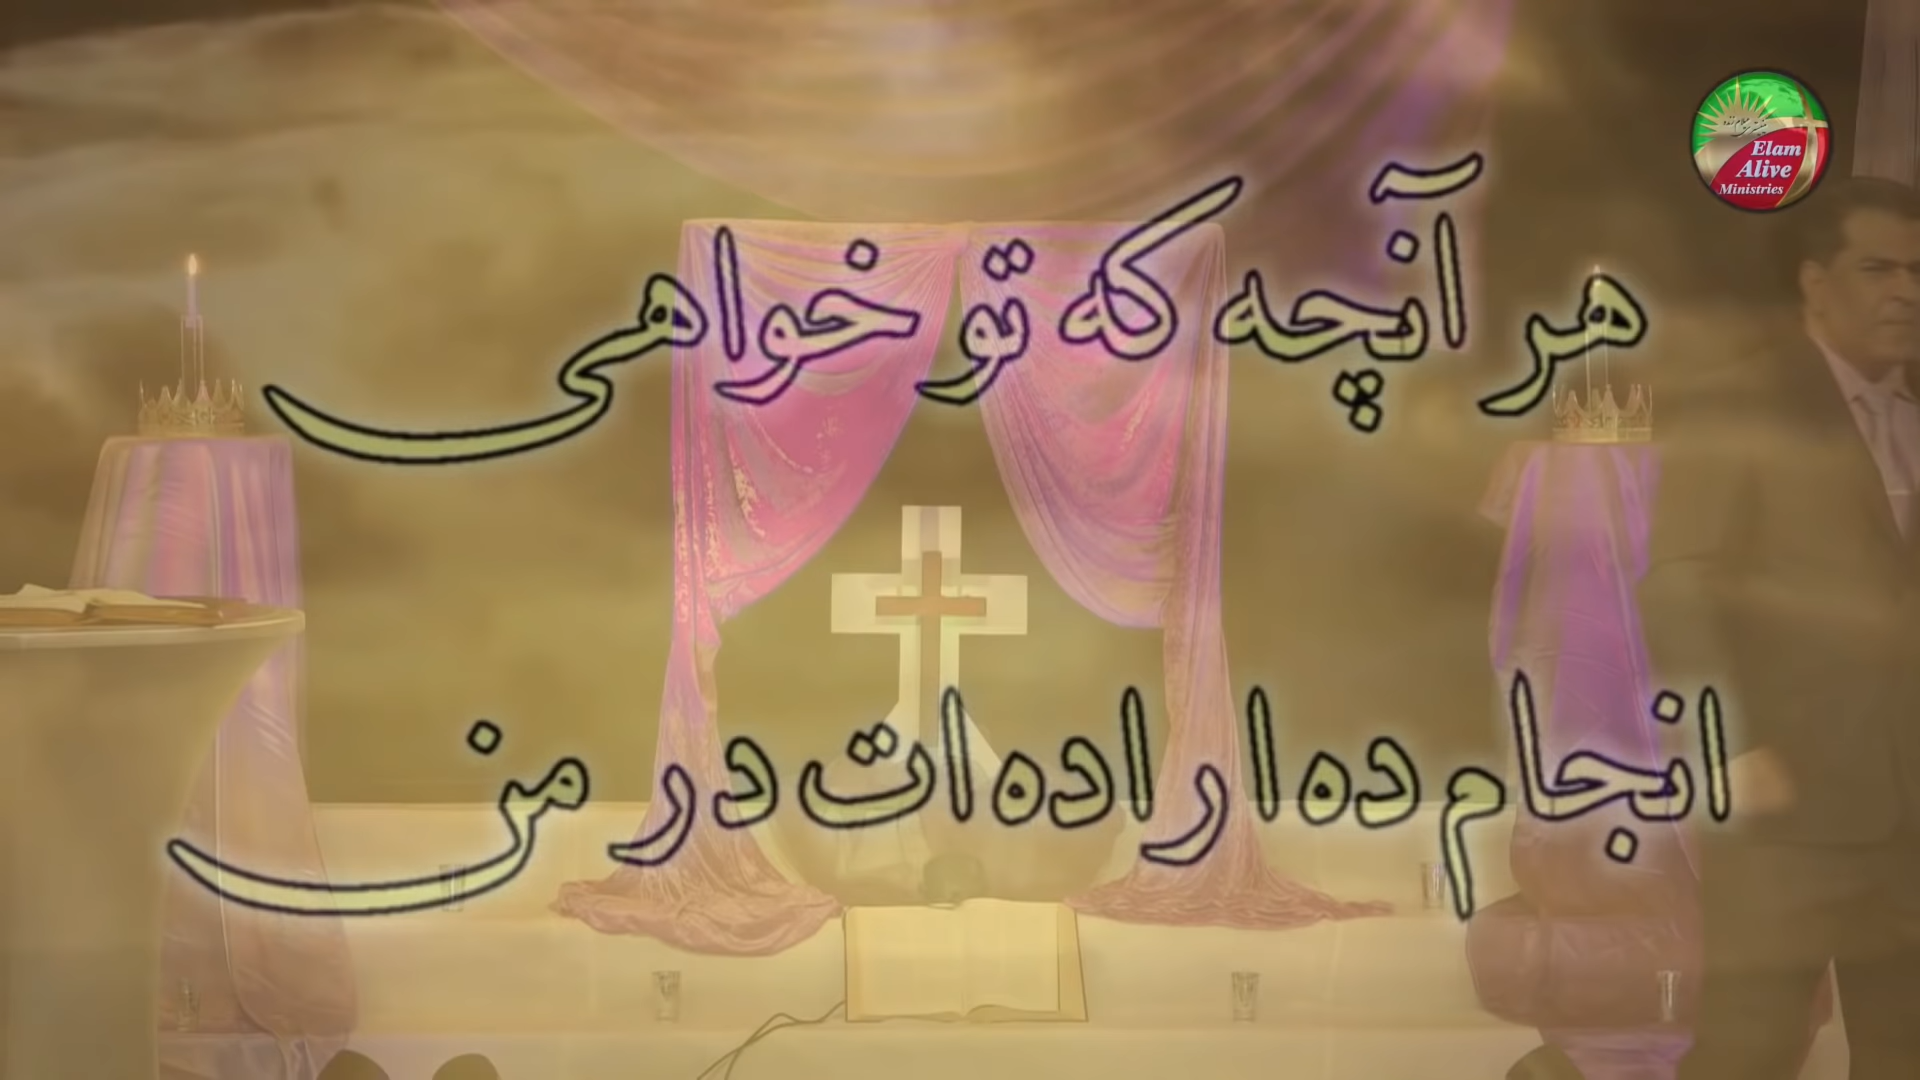 هر آنچه که تو خواهی
انجام ده اراده ات در من
Elam
Alive
Ministries